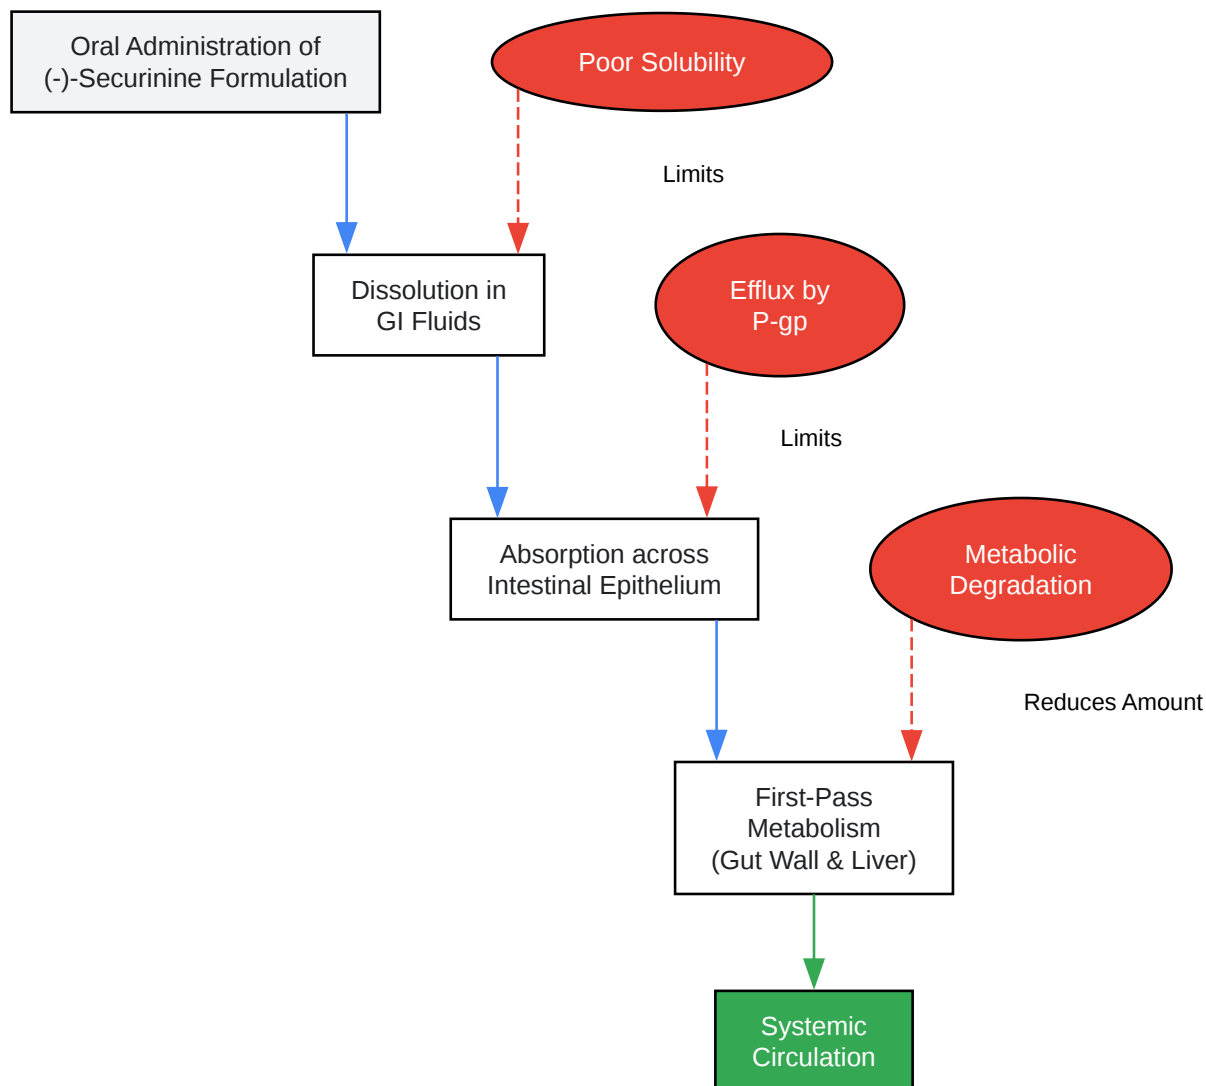 Oral Administration of
(-)-Securinine Formulation
Poor Solubility
Limits
Dissolution in
GI Fluids
Efflux by
P-gp
Limits
Absorption across
Intestinal Epithelium
Metabolic
Degradation
Reduces Amount
First-Pass
Metabolism
(Gut Wall & Liver)
Systemic
Circulation